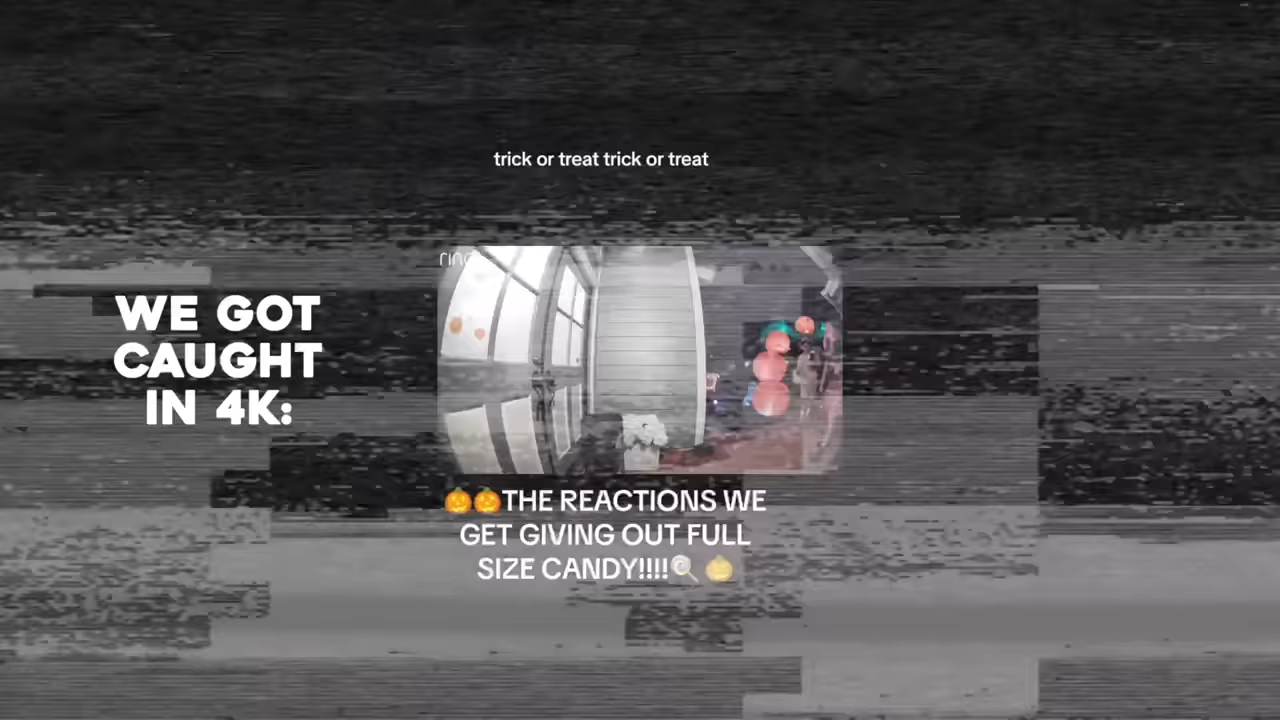 trick or treat trick or treat
ring
WE GOT
CAUGHT
IN 4K:
🎃🎃THE REACTIONS WE
GET GIVING OUT FULL
SIZE CANDY!!!!🍭🎃